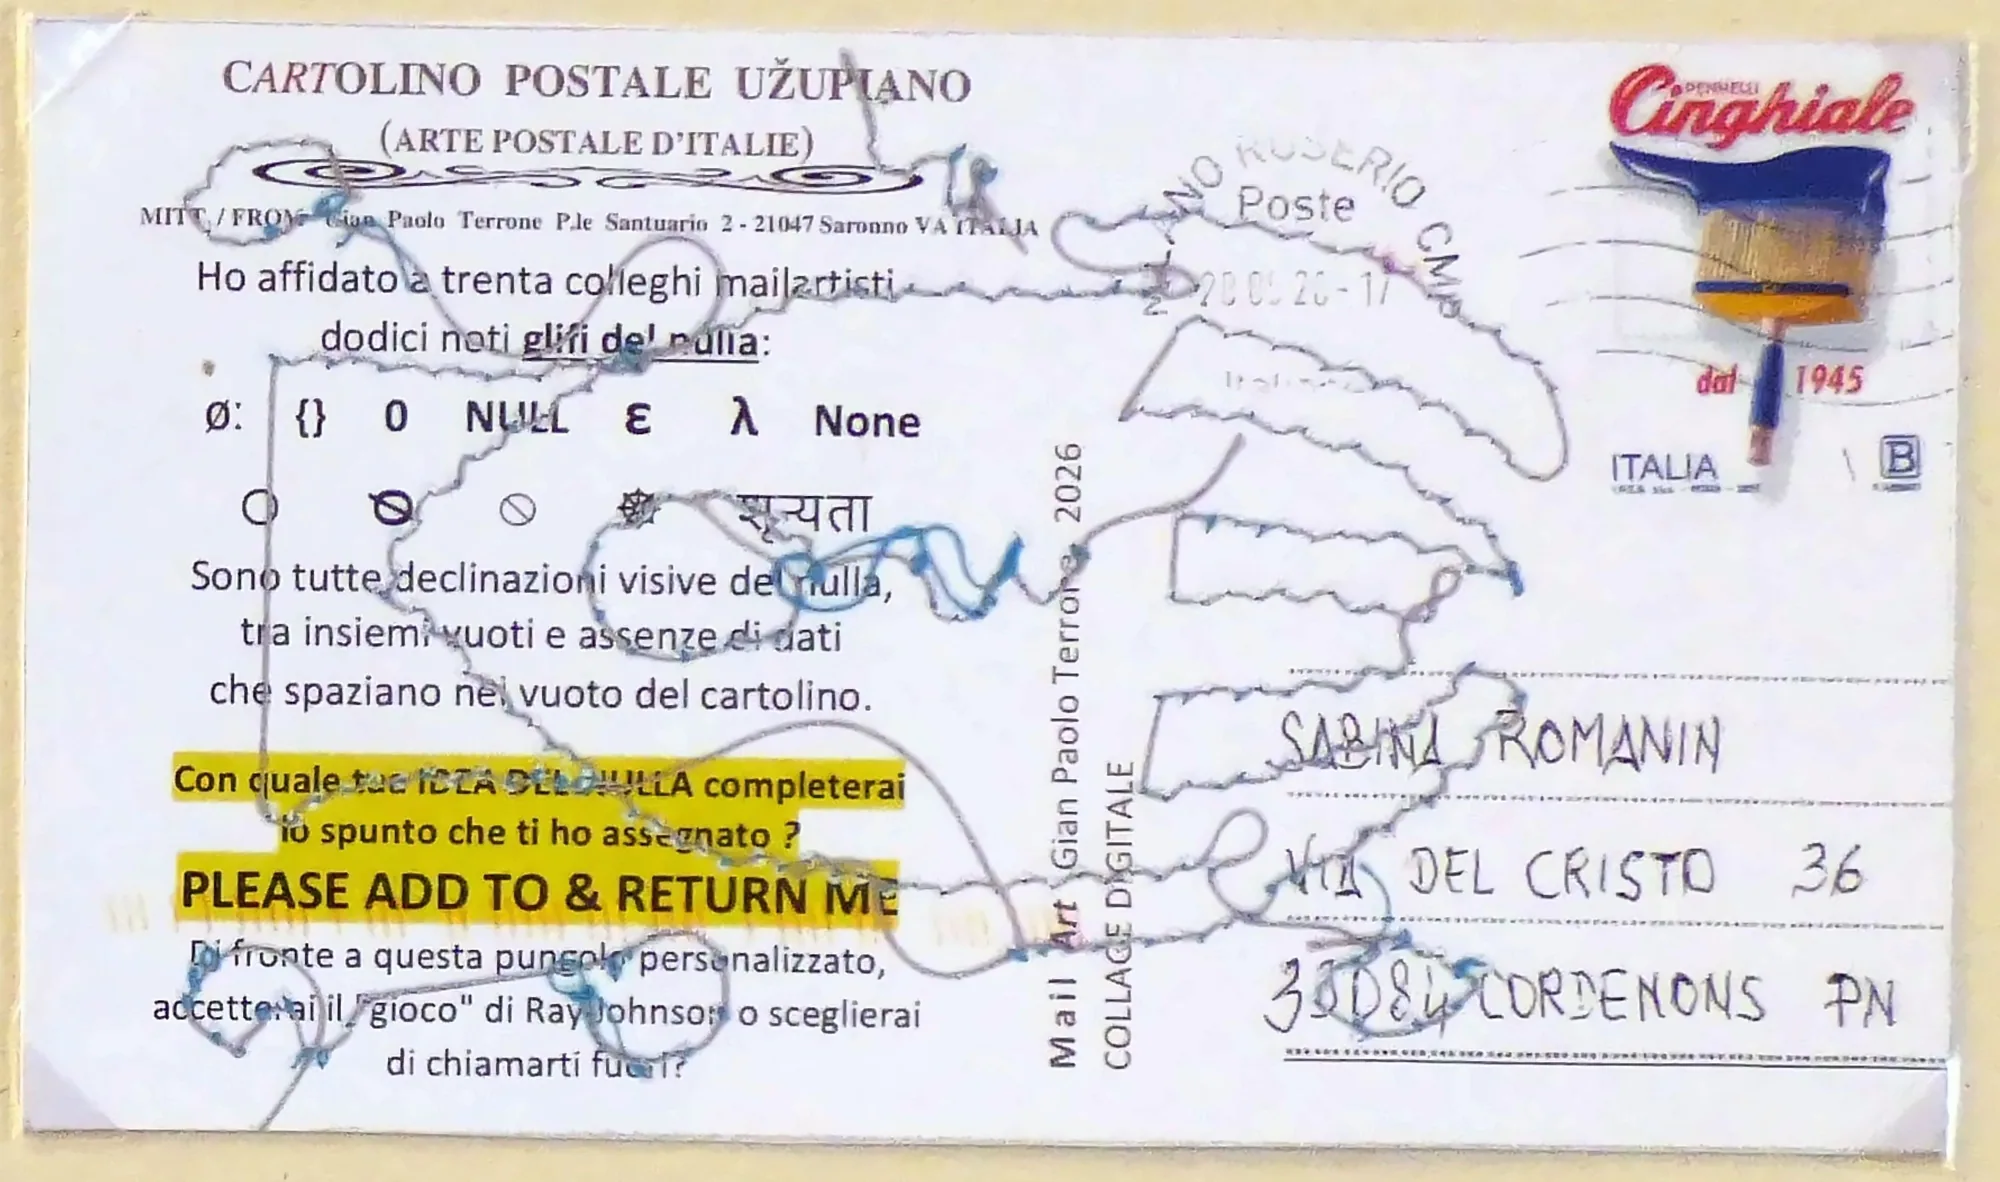 CARTOLINO POSTALE UŽUPIANO
(ARTE POSTALE D'ITALIE)
MITT. / FROM Gian Paolo Terrone P.le Santuario 2 - 21047 Saronno VA ITALIA
Ho affidato a trenta colleghi mailartisti
dodici noti glifi del nulla:
Ø: {} 0 NULL ε λ None
शून्यता
Sono tutte declinazioni visive del nulla,
tra insiemi vuoti e assenze di dati
che spaziano nel vuoto del cartolino.
Con quale tua IDEA DEL NULLA completerai
lo spunto che ti ho assegnato ?
PLEASE ADD TO & RETURN ME
Di fronte a questa pungolo personalizzato,
accetterai il "gioco" di Ray Johnson o sceglierai
di chiamarti fuori?
Mail Art Gian Paolo Terrone 2026
COLLAGE DIGITALE
ROSERIO CMP
Poste
PENNELLI
Cinghiale
dal 1945
ITALIA B
SABINA ROMANIN
VIA DEL CRISTO 36
33084 CORDENONS PN